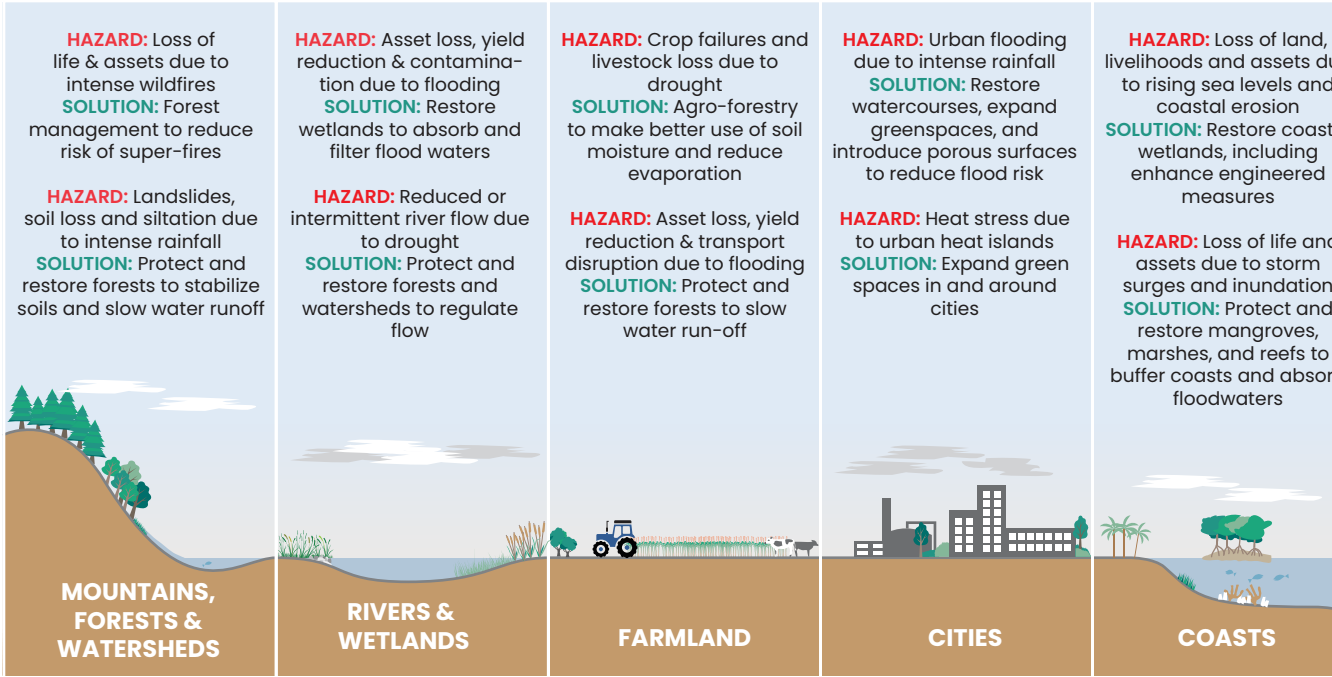 HAZARD: Loss of
life & assets due to
intense wildfires
SOLUTION: Forest
management to reduce
risk of super-fires
HAZARD: Landslides,
soil loss and siltation due
to intense rainfall
SOLUTION: Protect and
restore forests to stabilize
soils and slow water runoff
MOUNTAINS,
FORESTS &
WATERSHEDS
HAZARD: Asset loss, yield
reduction & contamina-
tion due to flooding
SOLUTION: Restore
wetlands to absorb and
filter flood waters
HAZARD: Reduced or
intermittent river flow due
to drought
SOLUTION: Protect and
restore forests and
watersheds to regulate
flow
RIVERS &
WETLANDS
HAZARD: Crop failures and
livestock loss due to
drought
SOLUTION: Agro-forestry
to make better use of soil
moisture and reduce
evaporation
HAZARD: Asset loss, yield
reduction & transport
disruption due to flooding
SOLUTION: Protect and
restore forests to slow
water run-off
FARMLAND
HAZARD: Urban flooding
due to intense rainfall
SOLUTION: Restore
watercourses, expand
greenspaces, and
introduce porous surfaces
to reduce flood risk
HAZARD: Heat stress due
to urban heat islands
SOLUTION: Expand green
spaces in and around
cities
CITIES
HAZARD: Loss of land,
livelihoods and assets
to rising sea levels and
coastal erosion
SOLUTION: Restore
wetlands, including
enhance engineered
measures
HAZARD: Loss of life and
assets due to storm
surges and inundation
SOLUTION: Protect and
restore mangroves,
marshes, and reefs to
buffer coasts and
floodwaters
COASTS